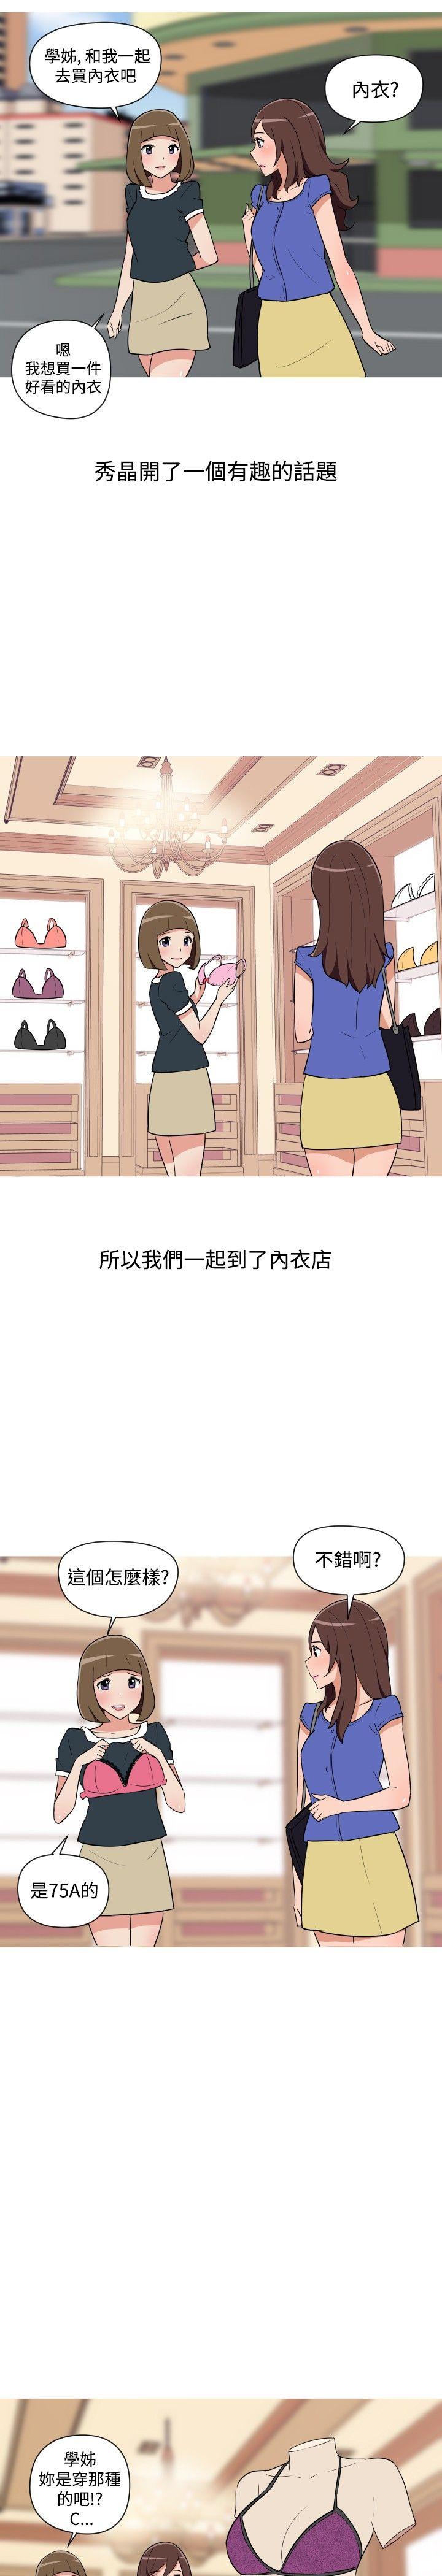 學姊, 和我一起
去買內衣吧
內衣?
嗯
我想買一件
好看的內衣
秀晶開了一個有趣的話題
所以我們一起到了內衣店
這個怎麼樣?
不錯啊?
是75A的
學姊
妳是穿那種
的吧!?
C...